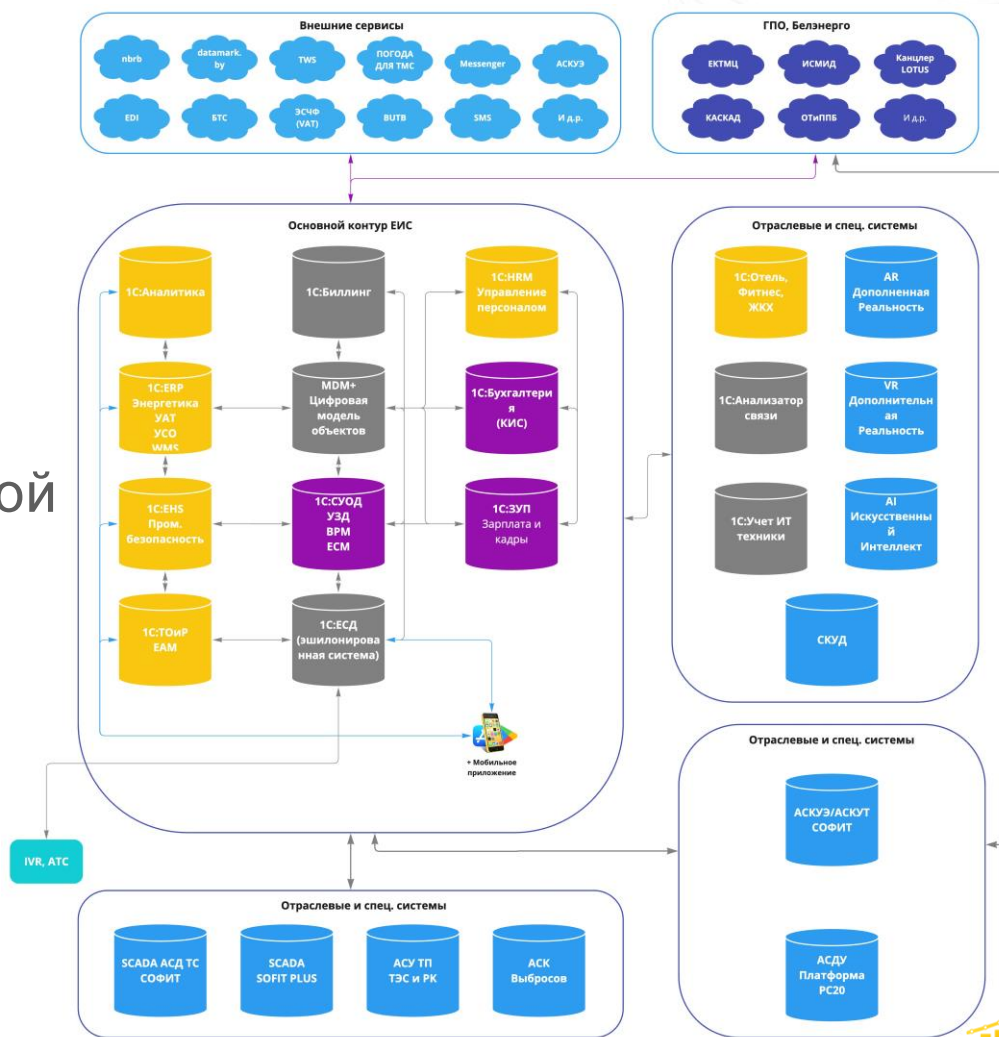 Внешние сервисы
nbrb
datamark.
by
TWS
ПОГОДА
ДЛЯ ТМС
Messenger
АСКУЭ
EDI
БТС
ЭСЧФ
(VAT)
BUTB
SMS
И д.р.
ГПО, Белэнерго
ЕКТМЦ
ИСМИД
Канцлер
LOTUS
КАСКАД
ОТиППБ
И д.р.
Основной контур ЕИС
1С:Аналитика
1С:Биллинг
1С:HRM
Управление
персоналом
1С:ERP
Энергетика
УАТ
УСО
WMS
MDM+
Цифровая
модель
объектов
1С:Бухгалтери
я
(КИС)
1С:EHS
Пром.
безопасность
1С:СУОД
УЗД
BPM
ECM
1С:ЗУП
Зарплата и
кадры
1С:ТОиР
EAM
1С:ЕСД
(эшилонирова
нная система)
+ Мобильное
приложение
ой
IVR, АТС
Отраслевые и спец. системы
1С:Отель,
Фитнес,
ЖКХ
AR
Дополненная
Реальность
1С:Анализатор
связи
VR
Дополнительн
ая
Реальность
1С:Учет ИТ
техники
AI
Искусственны
й
Интеллект
СКУД
Отраслевые и спец. системы
АСКУЭ/АСКУТ
СОФИТ
АСДУ
Платформа
РС20
Отраслевые и спец. системы
SCADA АСД ТС
СОФИТ
SCADA
SOFIT PLUS
АСУ ТП
ТЭС и РК
АСК
Выбросов